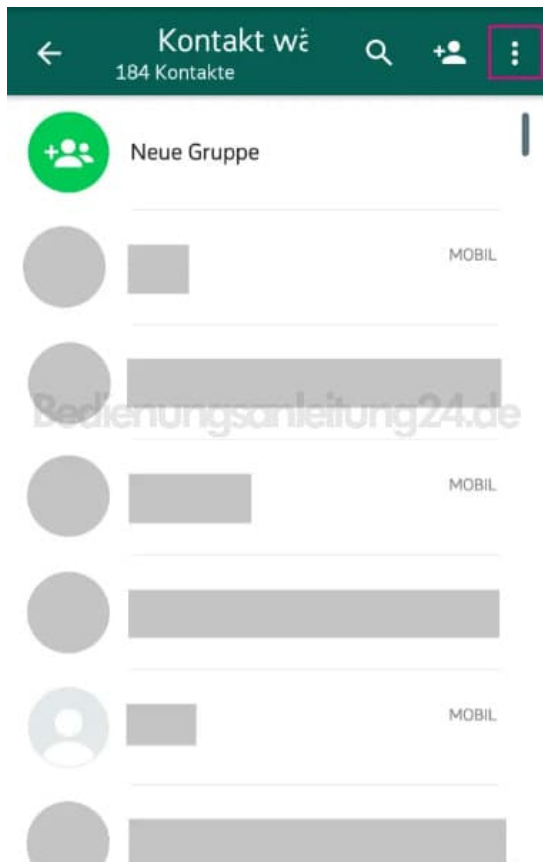 Kontakt wä
184 Kontakte
Neue Gruppe
MOBIL
Bedienungsanleitung24.de
MOBIL
MOBIL